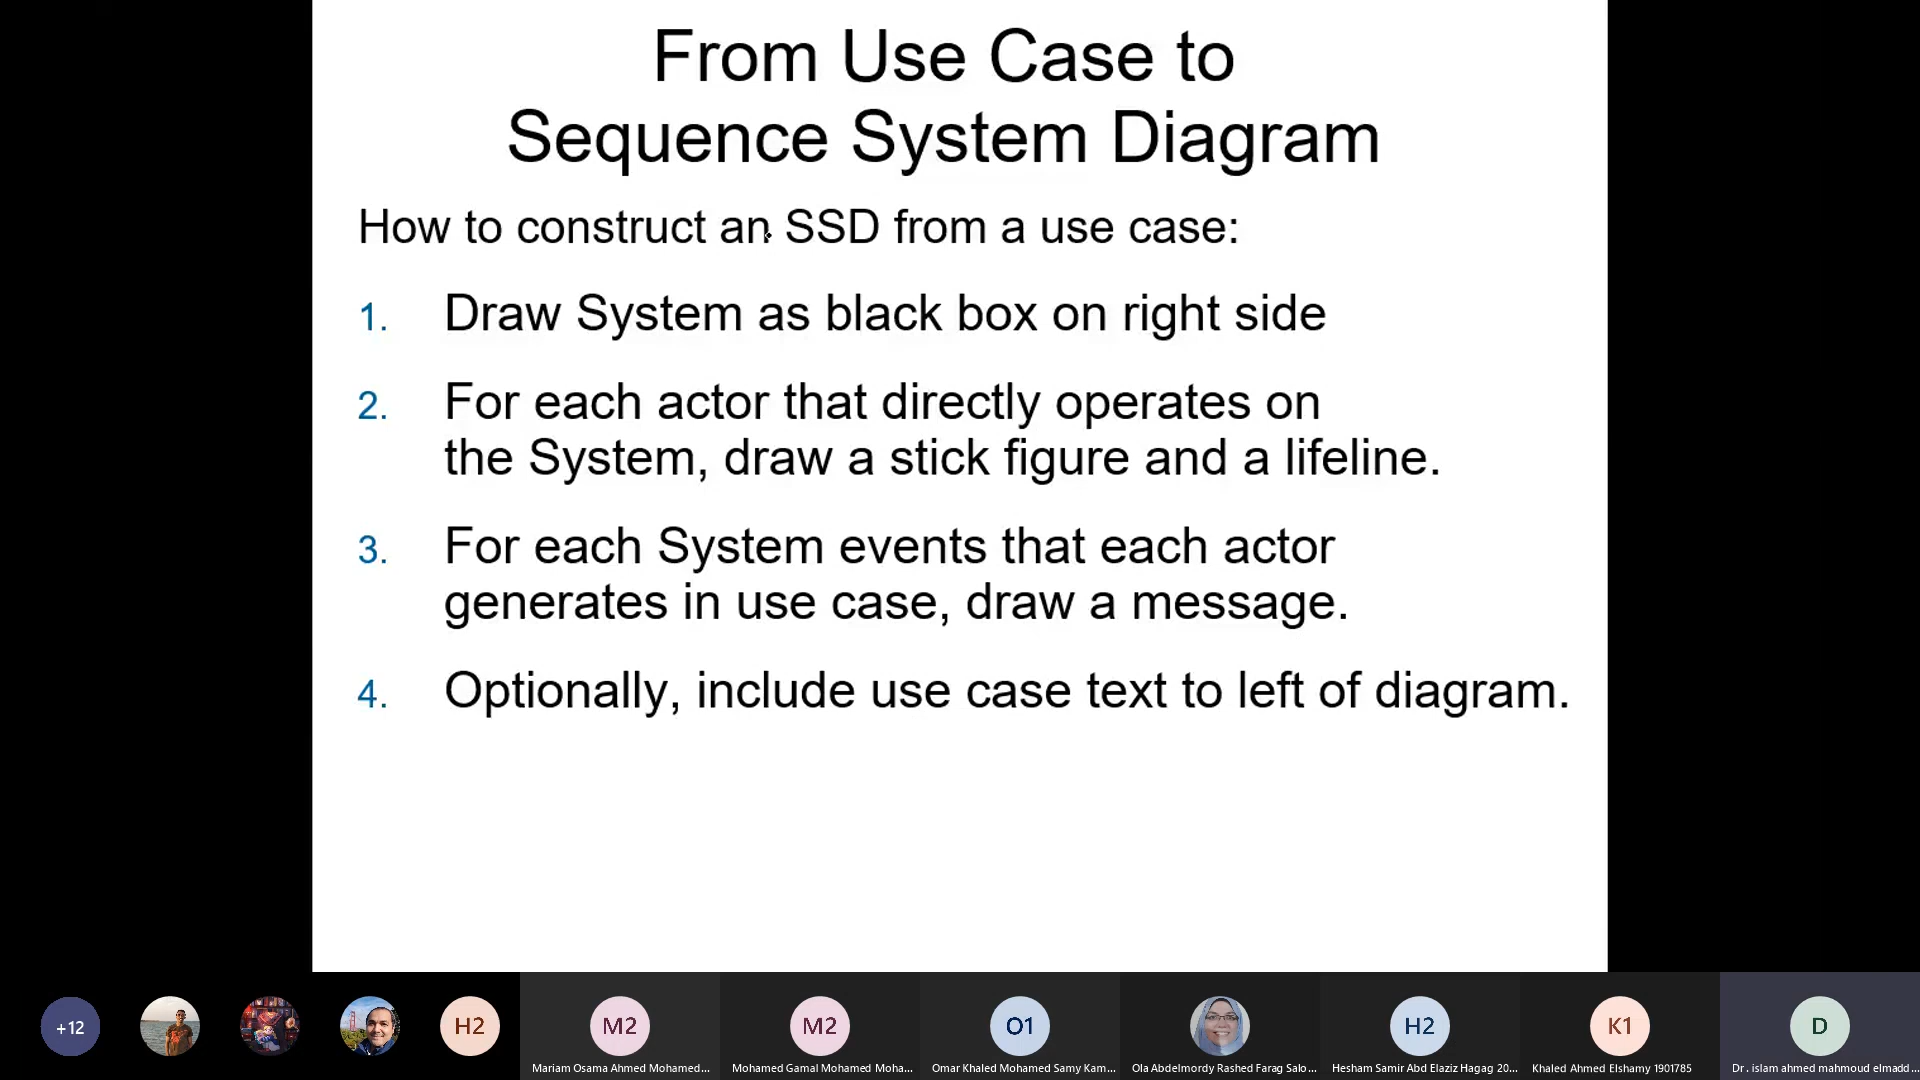 From Use Case to
Sequence System Diagram
How to construct an SSD from a use case:
1. Draw System as black box on right side
2. For each actor that directly operates on
the System, draw a stick figure and a lifeline.
3. For each System events that each actor
generates in use case, draw a message.
4. Optionally, include use case text to left of diagram.
+12
H2
M2
M2
O1
H2
K1
D
Mariam Osama Ahmed Mohamed...
Mohamed Gamal Mohamed Moha...
Omar Khaled Mohamed Samy Kam...
Ola Abdelmordy Rashed Farag Salo...
Hesham Samir Abd Elaziz Hagag 20...
Khaled Ahmed Elshamy 1901785
Dr. islam ahmed mahmoud elmadd...